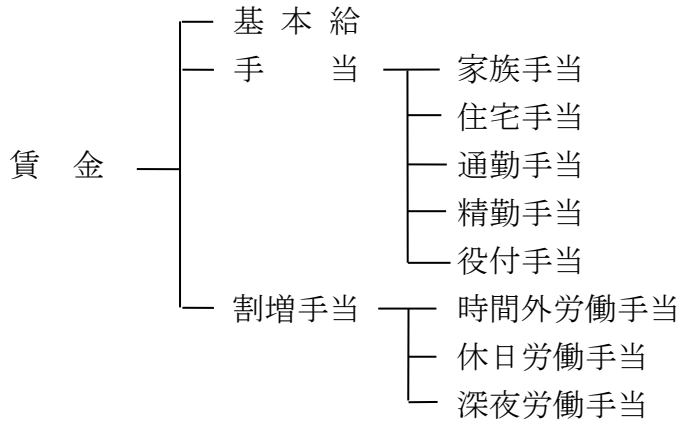 基本給
手当
家族手当
住宅手当
通勤手当
精勤手当
役付手当
賃金
割増手当
時間外労働手当
休日労働手当
深夜労働手当